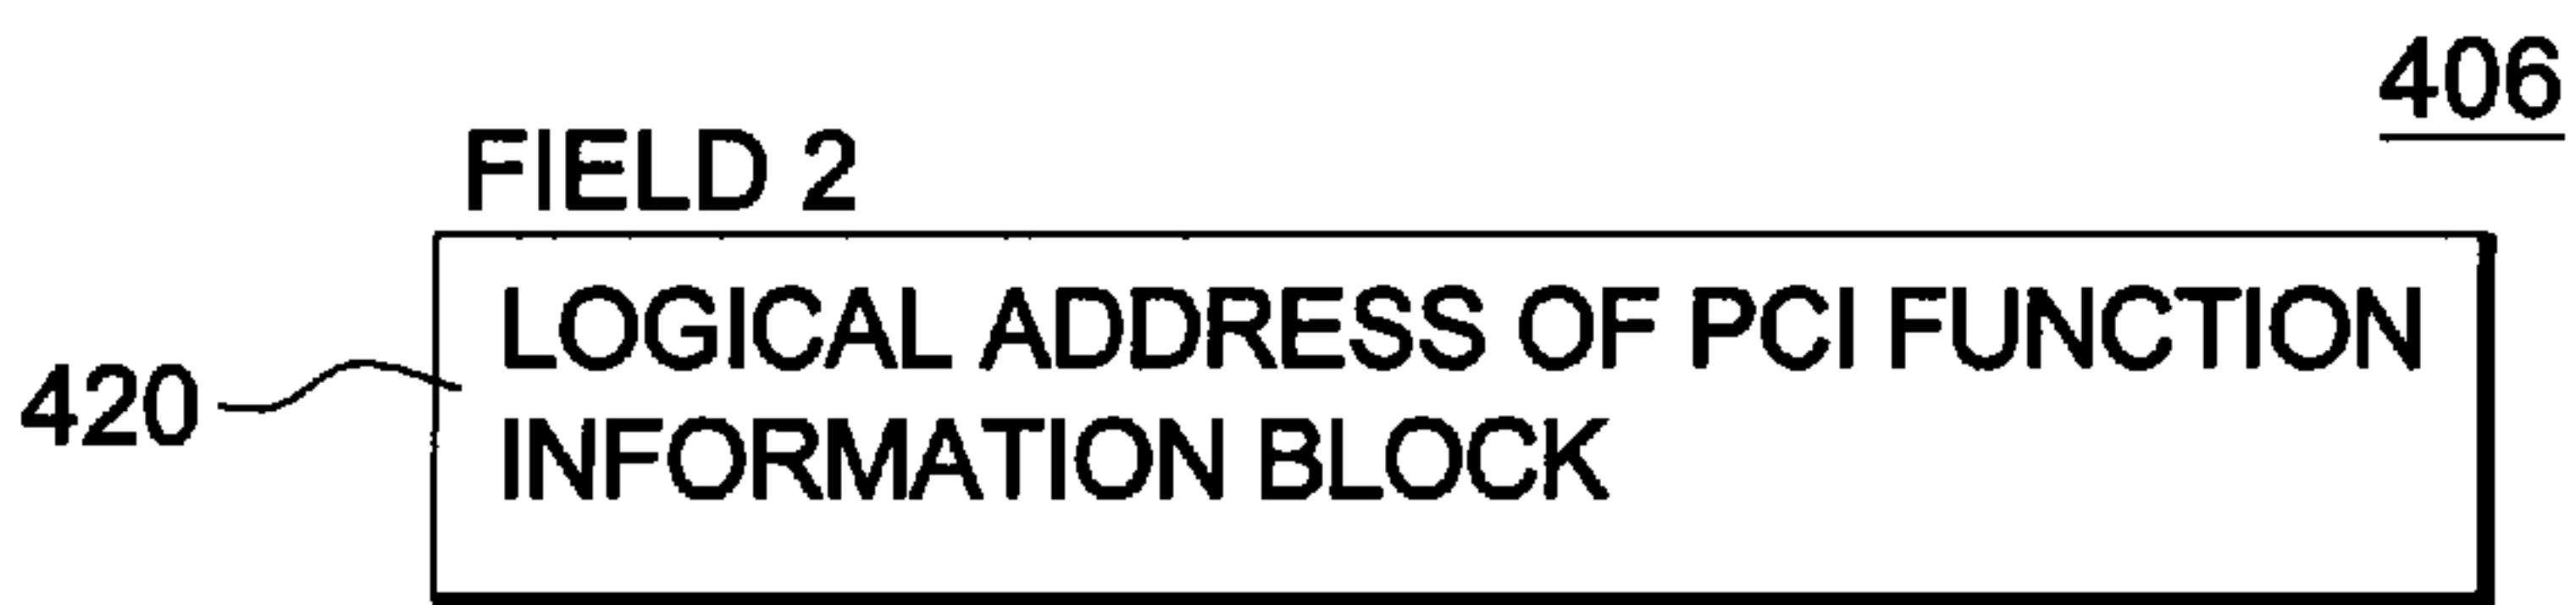 406
FIELD 2
LOGICAL ADDRESS OF PCI FUNCTION
INFORMATION BLOCK
420